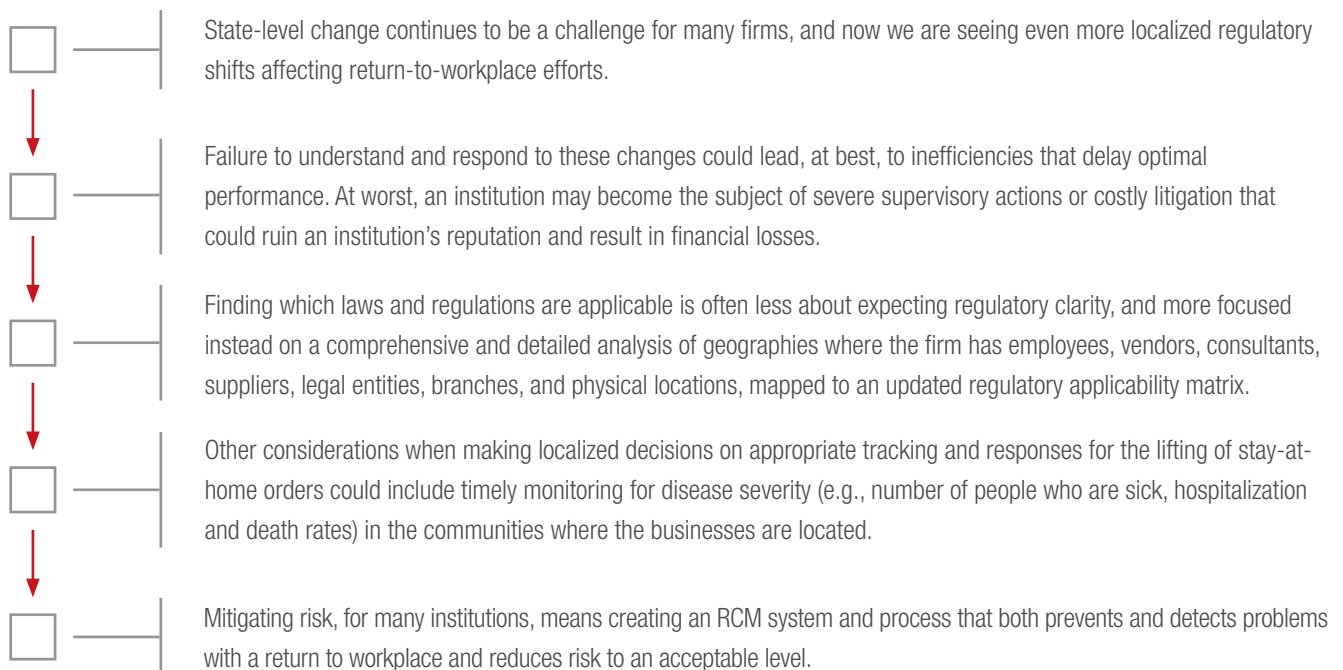 State-level change continues to be a challenge for many firms, and now we are seeing even more localized regulatory
shifts affecting return-to-workplace efforts.
Failure to understand and respond to these changes could lead, at best, to inefficiencies that delay optimal
performance. At worst, an institution may become the subject of severe supervisory actions or costly litigation that
could ruin an institution’s reputation and result in financial losses.
Finding which laws and regulations are applicable is often less about expecting regulatory clarity, and more focused
instead on a comprehensive and detailed analysis of geographies where the firm has employees, vendors, consultants,
suppliers, legal entities, branches, and physical locations, mapped to an updated regulatory applicability matrix.
Other considerations when making localized decisions on appropriate tracking and responses for the lifting of stay-at-
home orders could include timely monitoring for disease severity (e.g., number of people who are sick, hospitalization
and death rates) in the communities where the businesses are located.
Mitigating risk, for many institutions, means creating an RCM system and process that both prevents and detects problems
with a return to workplace and reduces risk to an acceptable level.